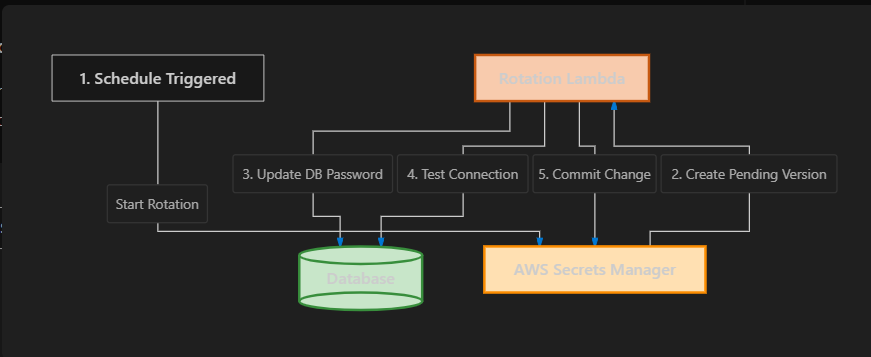 1. Schedule Triggered
Rotation Lambda
3. Update DB Password
4. Test Connection
5. Commit Change
2. Create Pending Version
Start Rotation
Database
AWS Secrets Manager